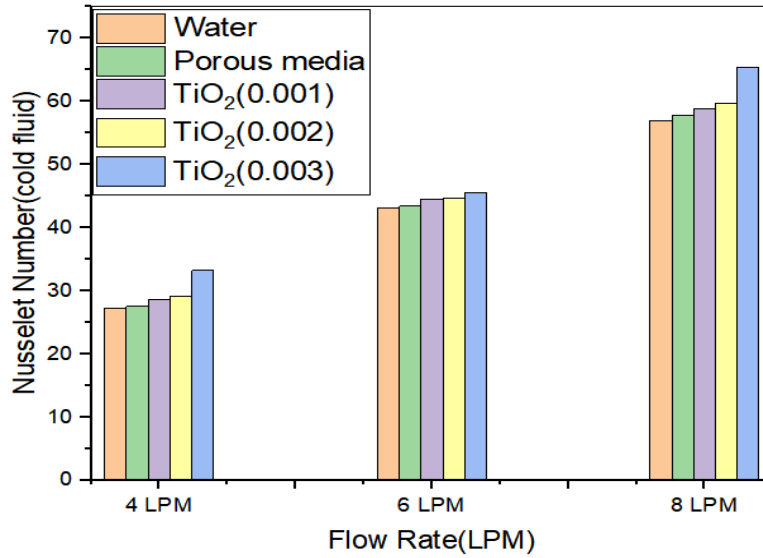 Water
Porous media
TiO₂(0.001)
TiO₂(0.002)
TiO₂(0.003)
Nusselet Number(cold fluid)
70
60
50
40
30
20
10
0
4 LPM 6 LPM 8 LPM
Flow Rate(LPM)